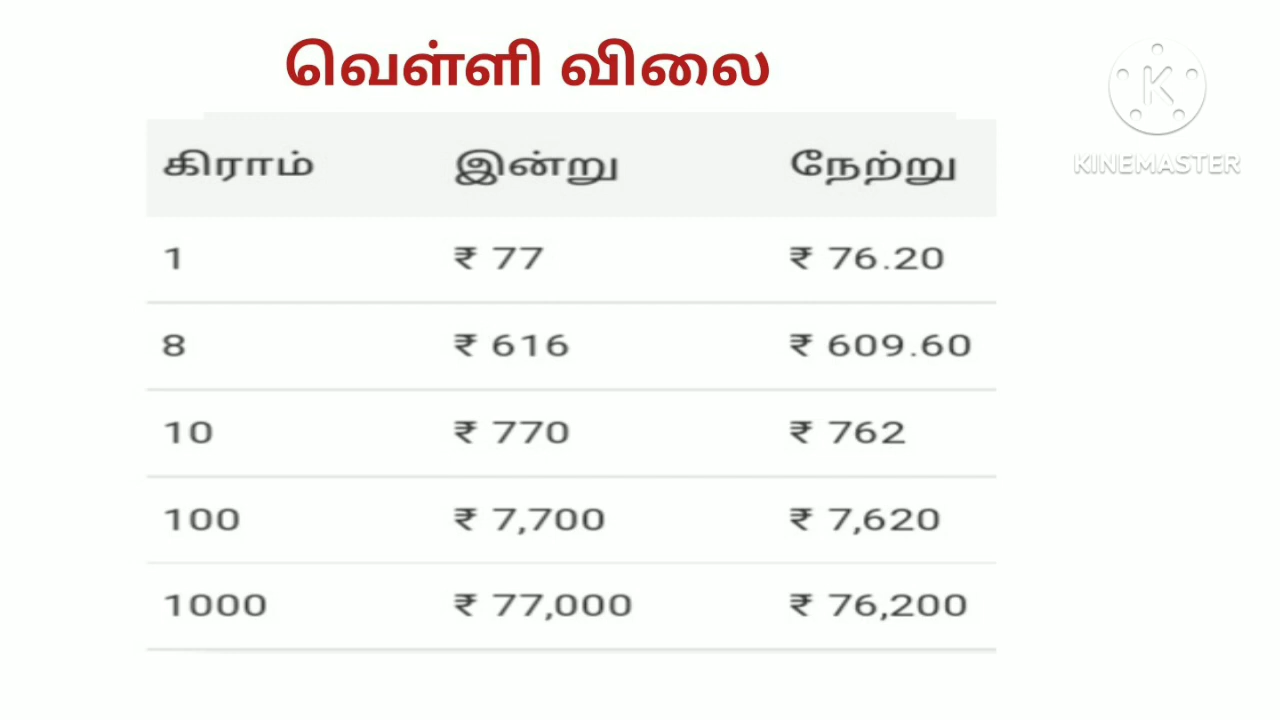 வெள்ளி விலை
கிராம் இன்று நேற்று
1 ₹ 77 ₹ 76.20
8 ₹ 616 ₹ 609.60
10 ₹ 770 ₹ 762
100 ₹ 7,700 ₹ 7,620
1000 ₹ 77,000 ₹ 76,200
K
KINEMASTER